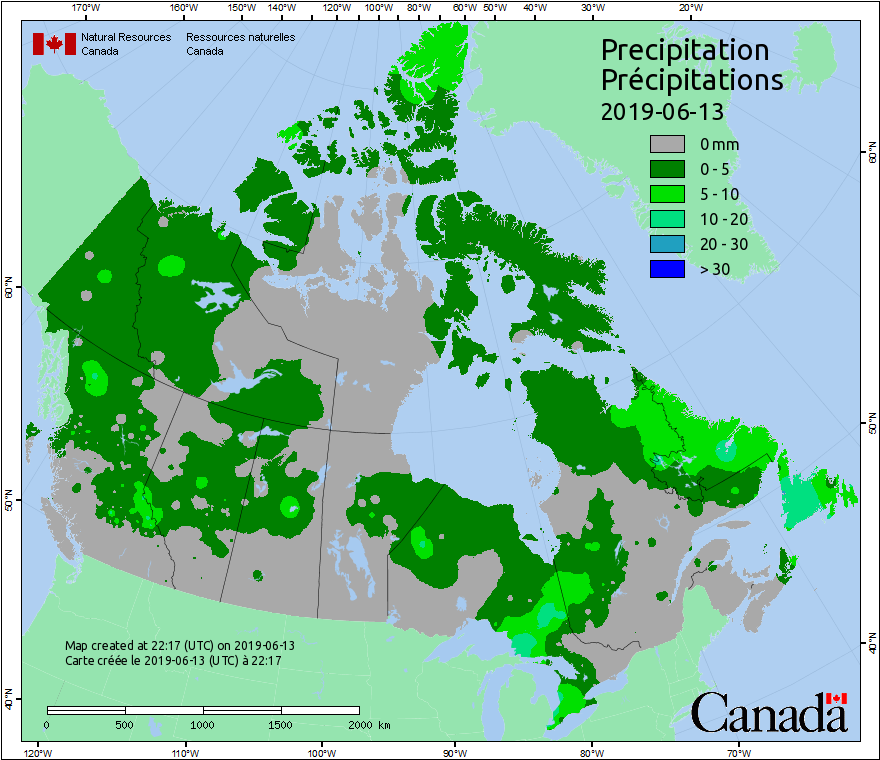 170°W 160°W 150°W 140°W 120°W 110°W 100°W 80°W 60°W 50°W 40°W 30°W 20°W
Natural Resources Ressources naturelles
Canada Canada
Precipitation
Précipitations
2019-06-13
0 mm
0 - 5
5 - 10
10 - 20
20 - 30
> 30
60°N 60°N
50°N 50°N
40°N 40°N
Map created at 22:17 (UTC) on 2019-06-13
Carte créée le 2019-06-13 (UTC) à 22:17
0 500 1000 1500 2000 km
Canada
120°W 110°W 100°W 90°W 80°W 70°W